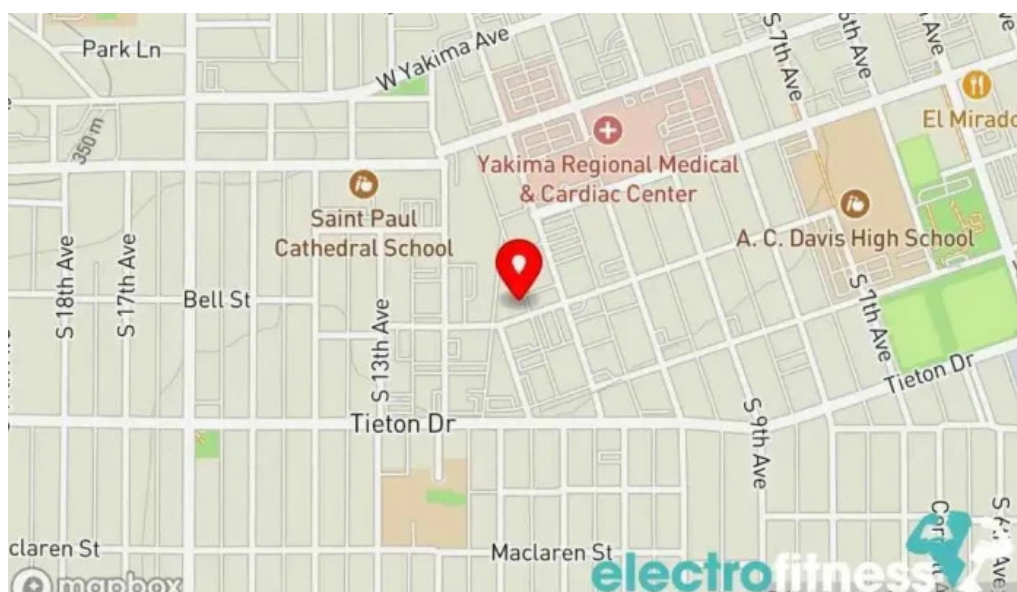 Park Ln
W Yakima Ave
S 7th Ave
El Mirado
350 m
Yakima Regional Medical
& Cardiac Center
Saint Paul
Cathedral School
A. C. Davis High School
S 18th Ave
S 17th Ave
Bell St
S 13th Ave
S 7th Ave
Tieton Dr
Tieton Dr
S 9th Ave
claren St
Maclaren St
electrofitness
mapbox